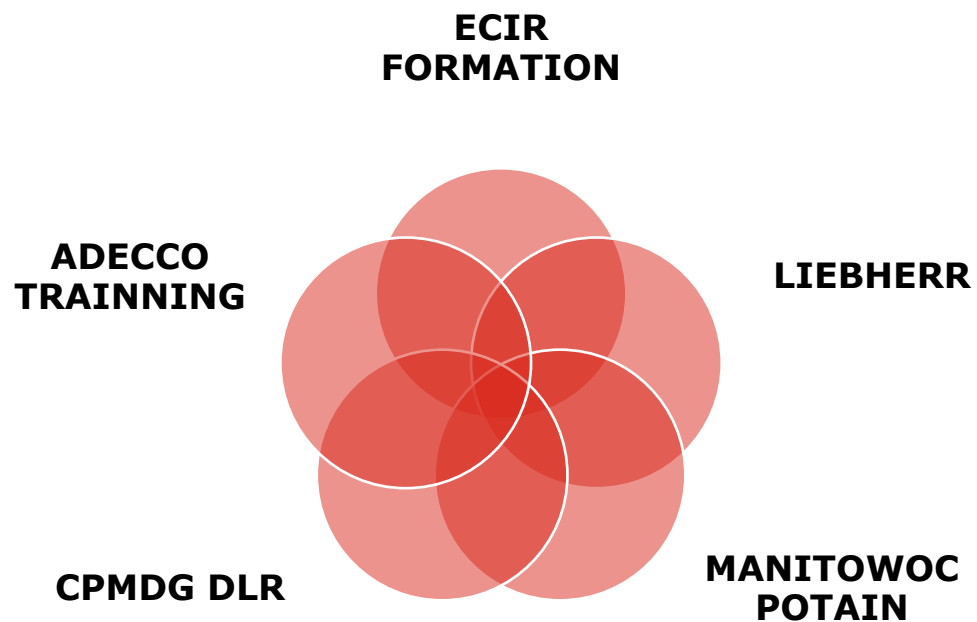 ECIR
FORMATION
ADECCO
TRAINNING
LIEBHERR
CPMDG DLR
MANITOWOC
POTAIN